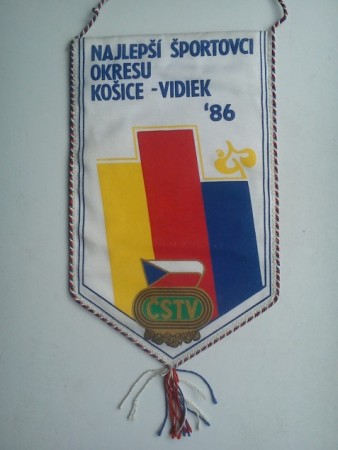 NAJLEPŠÍ ŠPORTOVCI
OKRESU
KOŠICE - VIDIEK
'86
ČSTV